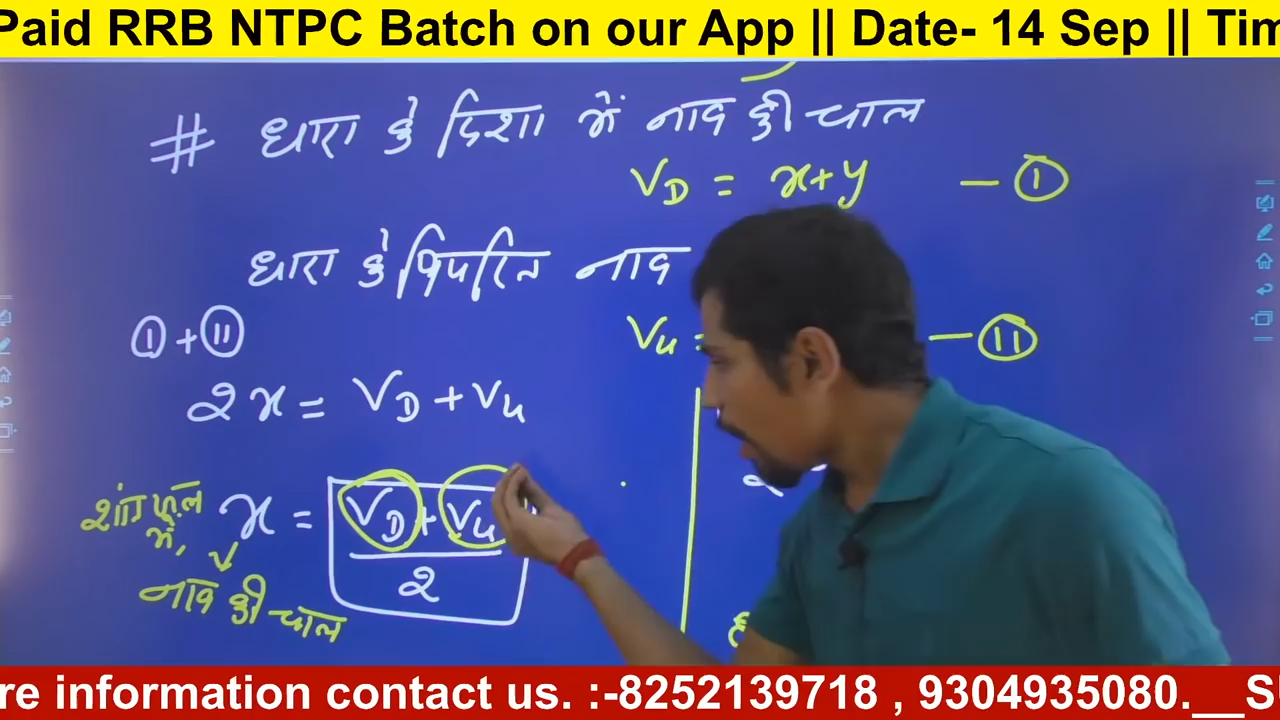 Paid RRB NTPC Batch on our App || Date- 14 Sep || Tim
# धारा के दिशा में नाव की चाल
VD = x+y — ①
धारा के विपरित नाव
Vu = — ⑪
① + ⑪
2x = VD + Vu
शांत जल में, x = VD + Vu / 2
नाव की चाल
re information contact us. :-8252139718 , 9304935080.__S